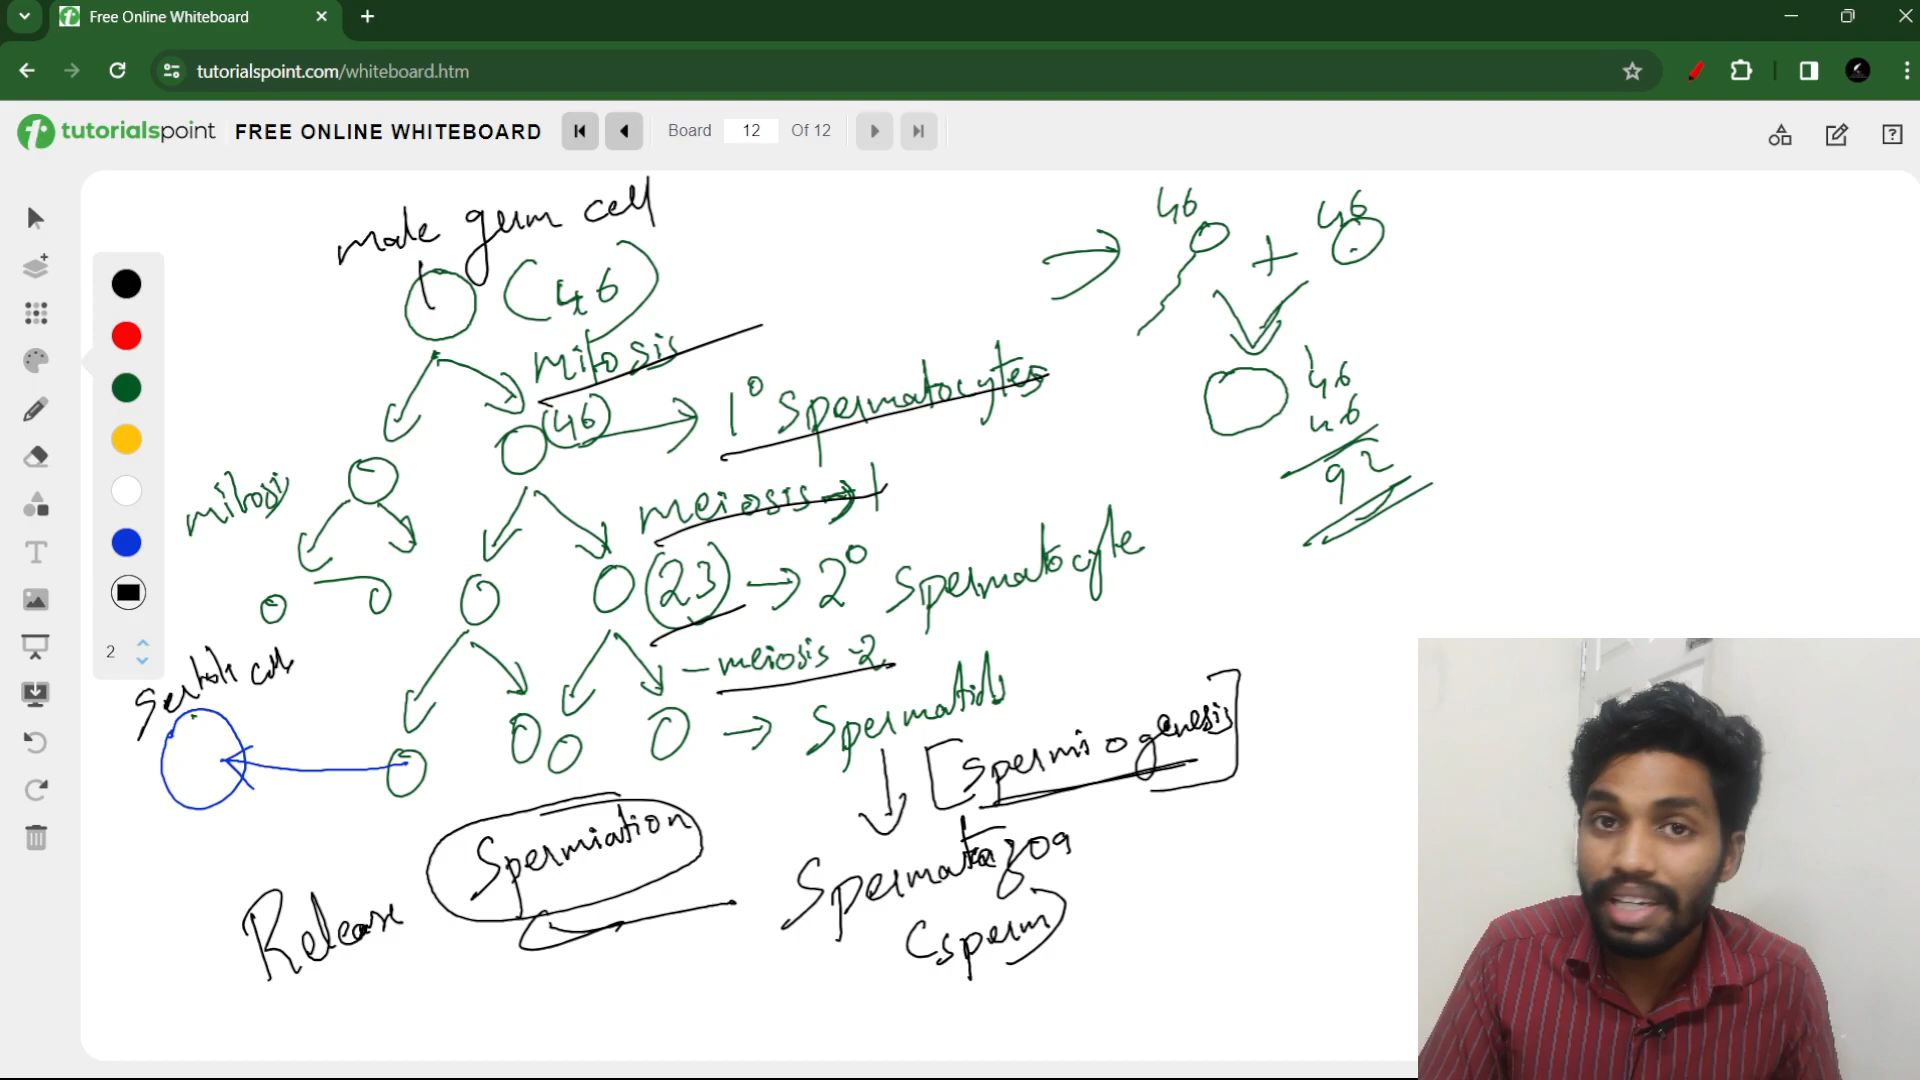 Free Online Whiteboard
tutorialspoint.com/whiteboard.htm
tutorialspoint FREE ONLINE WHITEBOARD Board 12 Of 12
male germ cell
(46)
mitosis
(46) → 1° Spermatocytes
mitosis
meiosis → 1
(23) → 2° Spermatocyte
- meiosis - 2
→ Spermatids
[Spermiogenesis]
Spermatozoa
(sperm)
Spermiation
Release
Sertoli cell
46 + 46
46
46
92
T
2